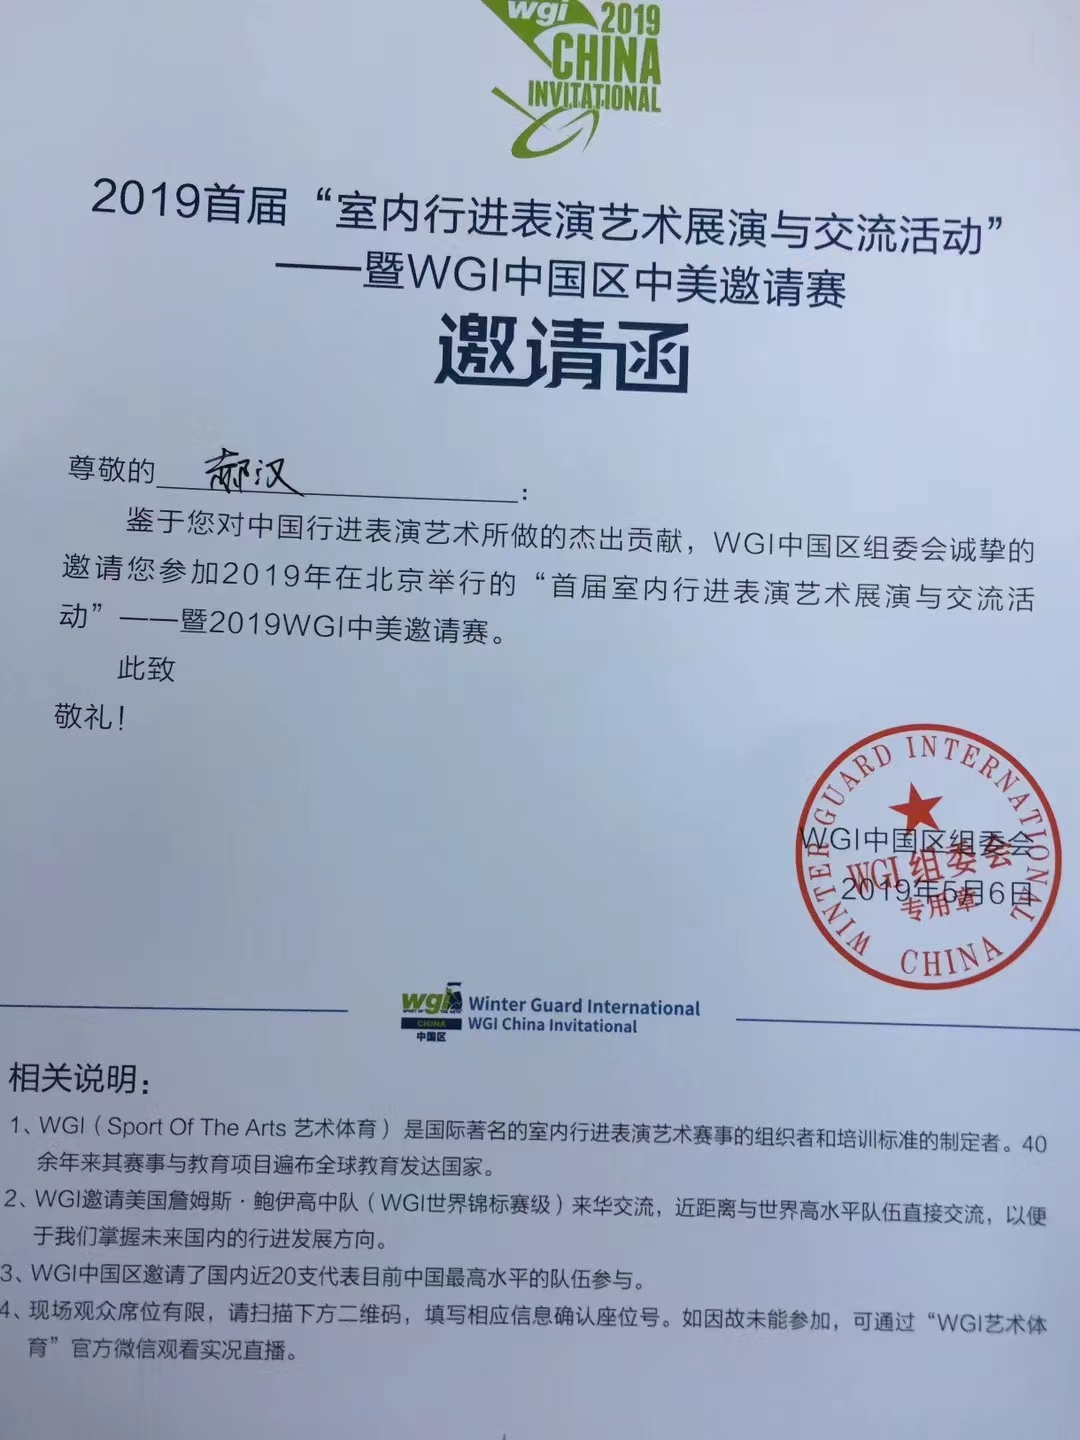 wgi 2019
CHINA
INVITATIONAL
2019首届“室内行进表演艺术展演与交流活动”
——暨WGI中国区中美邀请赛
邀请函
尊敬的 郝汉 :
鉴于您对中国行进表演艺术所做的杰出贡献，WGI中国区组委会诚挚的
邀请您参加2019年在北京举行的“首届室内行进表演艺术展演与交流活
动”——暨2019WGI中美邀请赛。
此致
敬礼！
WGI中国区组委会
2019年5月6日
WINTER GUARD INTERNATIONAL
WGI 组委会
专用章
CHINA
wgi
CHINA
中国区
Winter Guard International
WGI China Invitational
相关说明：
1、WGI（Sport Of The Arts 艺术体育）是国际著名的室内行进表演艺术赛事的组织者和培训标准的制定者。40
余年来其赛事与教育项目遍布全球教育发达国家。
2、WGI邀请美国詹姆斯·鲍伊高中队（WGI世界锦标赛级）来华交流，近距离与世界高水平队伍直接交流，以便
于我们掌握未来国内的行进发展方向。
3、WGI中国区邀请了国内近20支代表目前中国最高水平的队伍参与。
4、现场观众席位有限，请扫描下方二维码，填写相应信息确认座位号。如因故未能参加，可通过“WGI艺术体
育”官方微信观看实况直播。